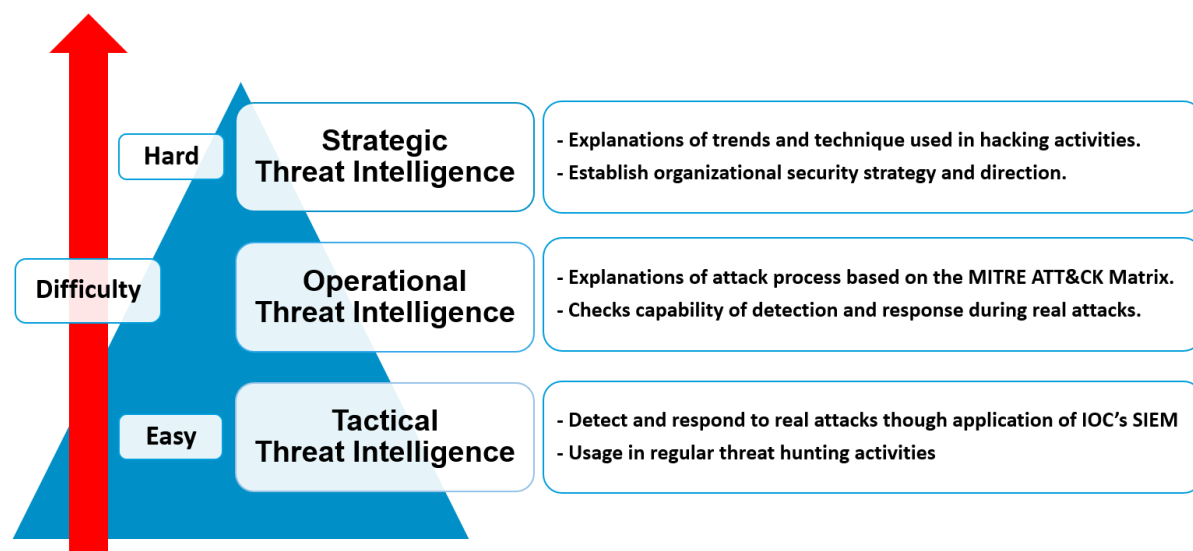 Hard
Strategic
Threat Intelligence
- Explanations of trends and technique used in hacking activities.
- Establish organizational security strategy and direction.
Difficulty
Operational
Threat Intelligence
- Explanations of attack process based on the MITRE ATT&CK Matrix.
- Checks capability of detection and response during real attacks.
Easy
Tactical
Threat Intelligence
- Detect and respond to real attacks though application of IOC's SIEM
- Usage in regular threat hunting activities